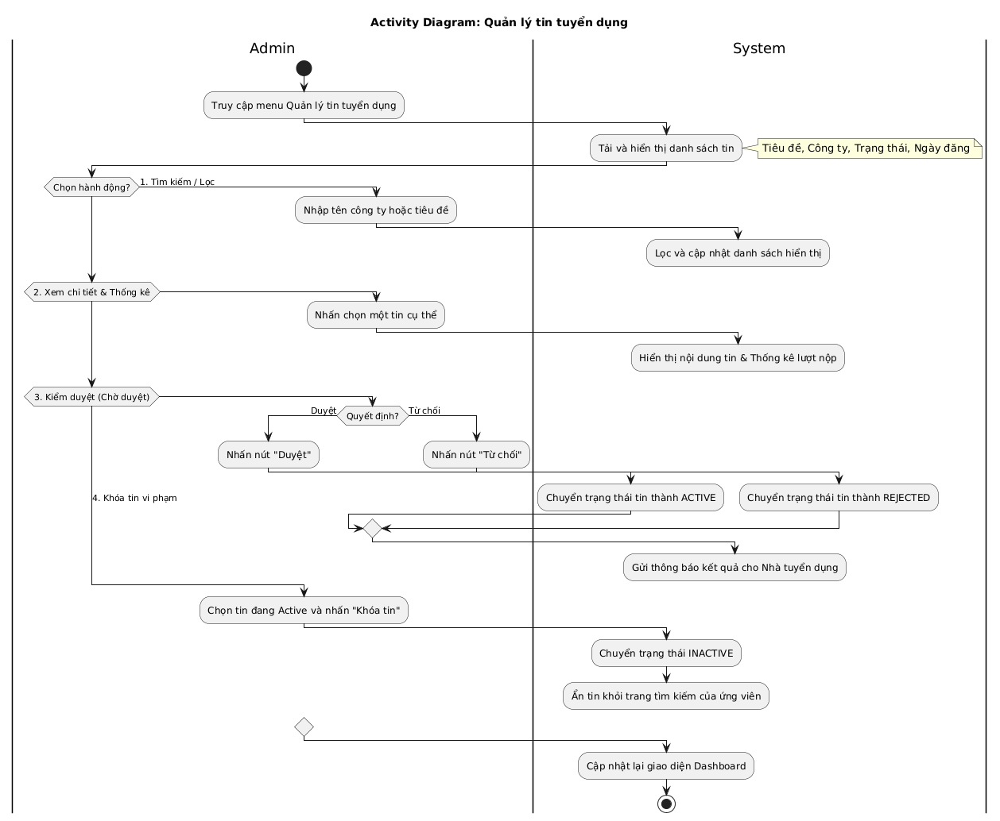 Activity Diagram: Quản lý tin tuyển dụng
Admin
System
Truy cập menu Quản lý tin tuyển dụng
Tải và hiển thị danh sách tin
Tiêu đề, Công ty, Trạng thái, Ngày đăng
Chọn hành động?
1. Tìm kiếm / Lọc
Nhập tên công ty hoặc tiêu đề
Lọc và cập nhật danh sách hiển thị
2. Xem chi tiết & Thống kê
Nhấn chọn một tin cụ thể
Hiển thị nội dung tin & Thống kê lượt nộp
3. Kiểm duyệt (Chờ duyệt)
Duyệt
Quyết định?
Từ chối
Nhấn nút "Duyệt"
Nhấn nút "Từ chối"
4. Khóa tin vi phạm
Chuyển trạng thái tin thành ACTIVE
Chuyển trạng thái tin thành REJECTED
Gửi thông báo kết quả cho Nhà tuyển dụng
Chọn tin đang Active và nhấn "Khóa tin"
Chuyển trạng thái INACTIVE
Ẩn tin khỏi trang tìm kiếm của ứng viên
Cập nhật lại giao diện Dashboard